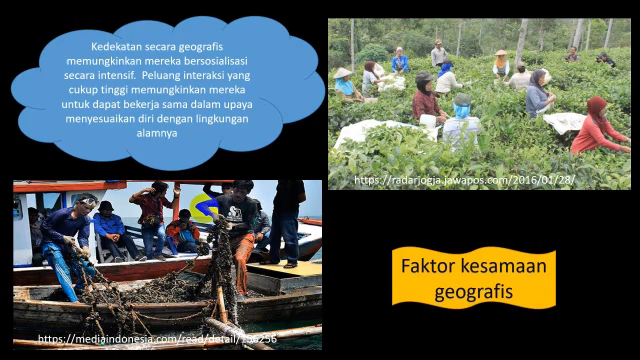 Kedekatan secara geografis
memungkinkan mereka bersosialisasi
secara intensif.  Peluang interaksi yang
cukup tinggi memungkinkan mereka
untuk dapat bekerja sama dalam upaya
menyesuaikan diri dengan lingkungan
alamnya
https://radarjogja.jawapos.com/2016/01/28/
https://mediaindonesia.com/read/detail/156256
Faktor kesamaan
geografis